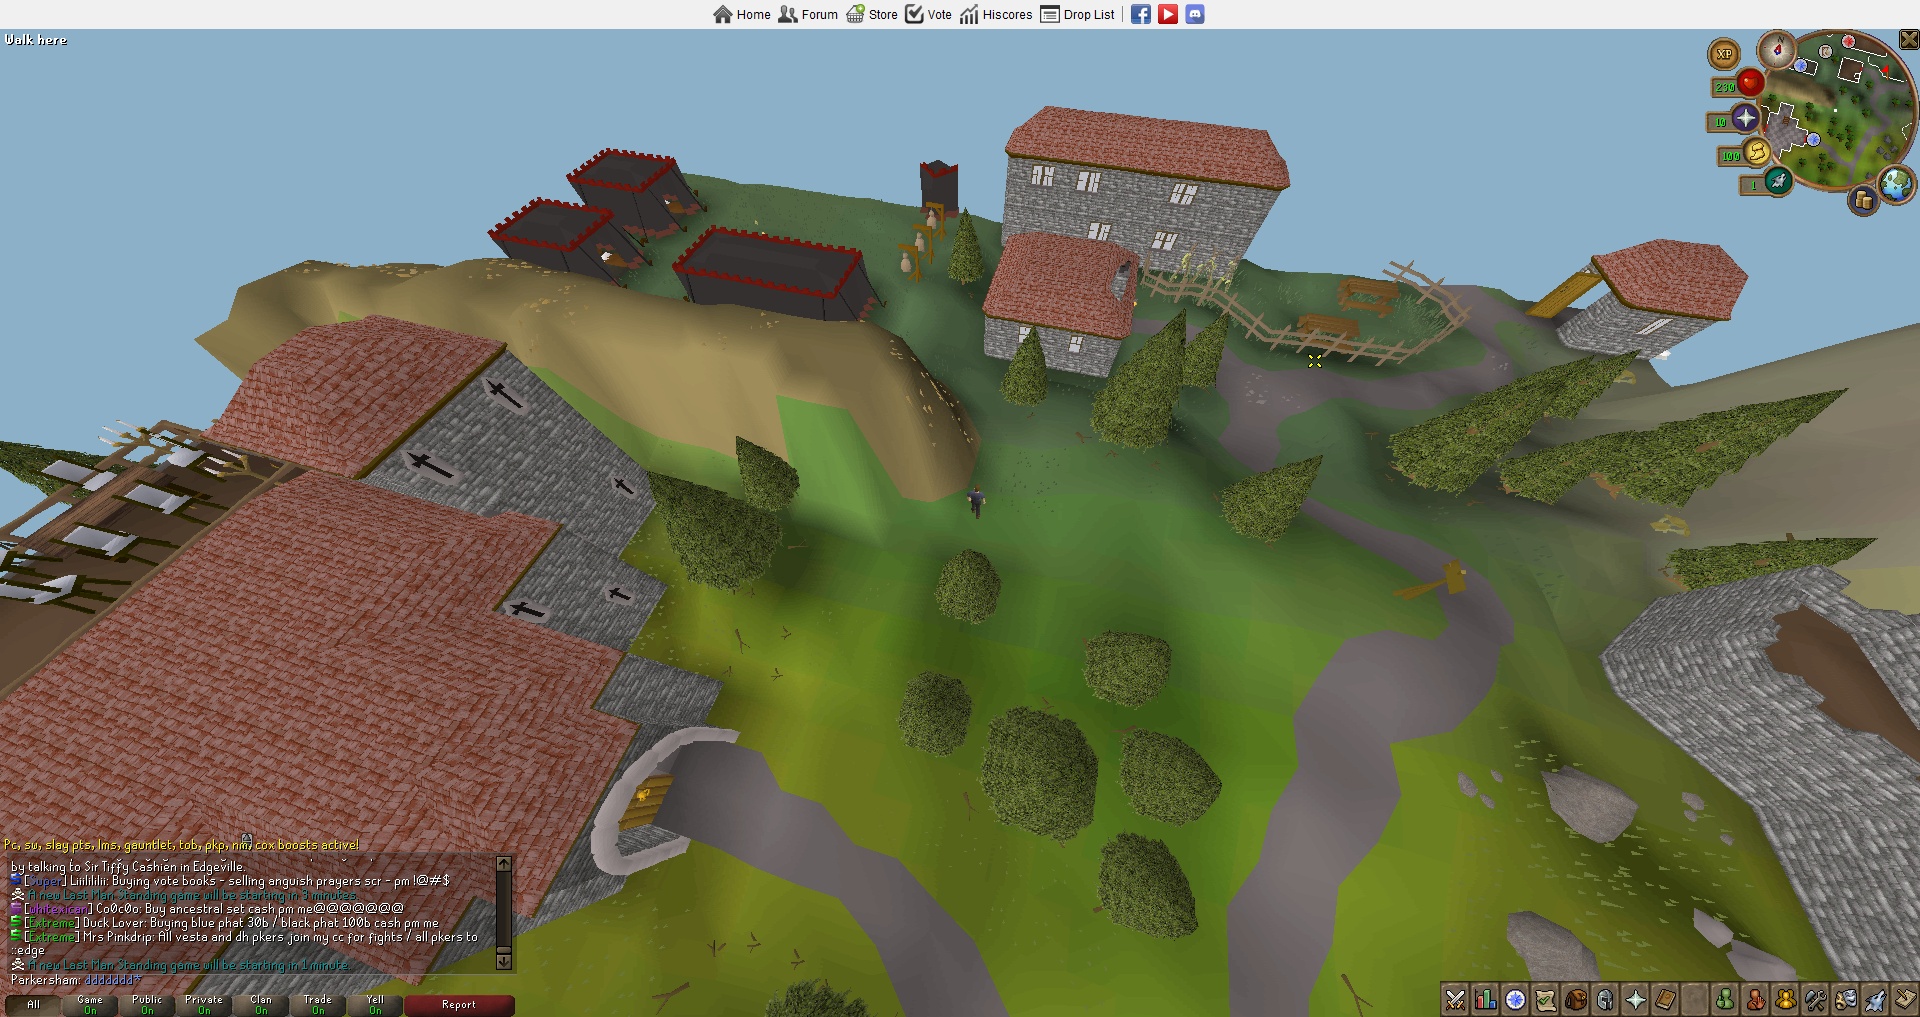 Home Forum Store Vote Hiscores Drop List
Walk here
XP
230
10
100
1
Pc, sw, slay pts, lms, gauntlet, tob, pkp, nm, cox boosts active!
by talking to Sir Tiffy Cashien in Edgeville.
[Super] Liililili: Buying vote books - selling anguish prayers scr - pm !@#$
A new Last Man Standing game will be starting in 3 minutes.
[Whitexican] Co0c0o: Buy ancestral set cash pm me@@@@@@@
[Extreme] Duck Lover: Buying blue phat 30b / black phat 100b cash pm me
[Extreme] Mrs Pinkdrip: All vesta and dh pkers join my cc for fights / all pkers to
::edge
A new Last Man Standing game will be starting in 1 minute.
Parkersham: ddddddd*
All Game Public Private Clan Trade Yell Report
On On On On On On